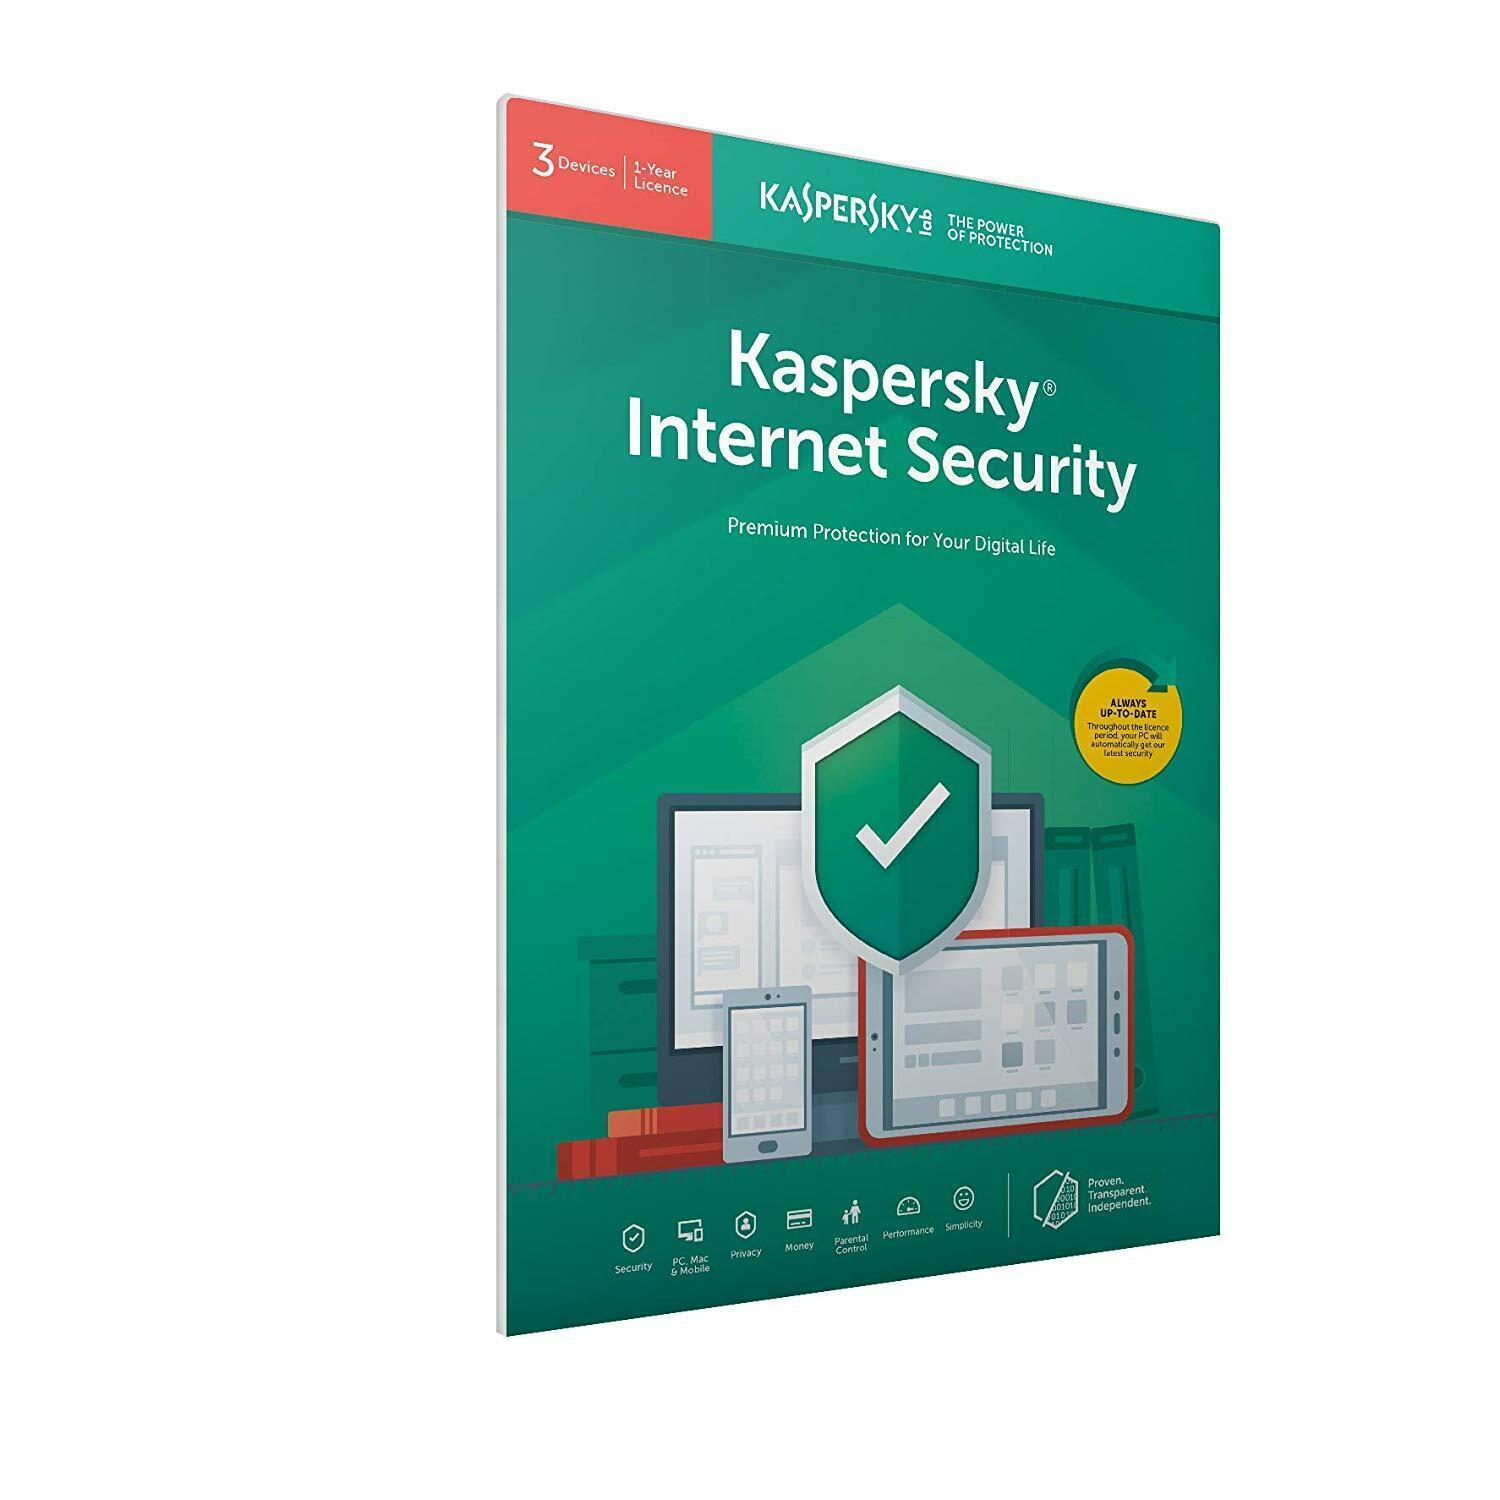 3 Devices
1-Year
Licence
KASPERSKY lab
THE POWER
OF PROTECTION
Kaspersky®
Internet Security
Premium Protection for Your Digital Life
ALWAYS
UP-TO-DATE
Throughout the licence
period, your PC will
automatically get our
latest security
Security
PC, Mac
& Mobile
Privacy
Money
Parental
Control
Performance
Simplicity
Proven.
Transparent.
Independent.